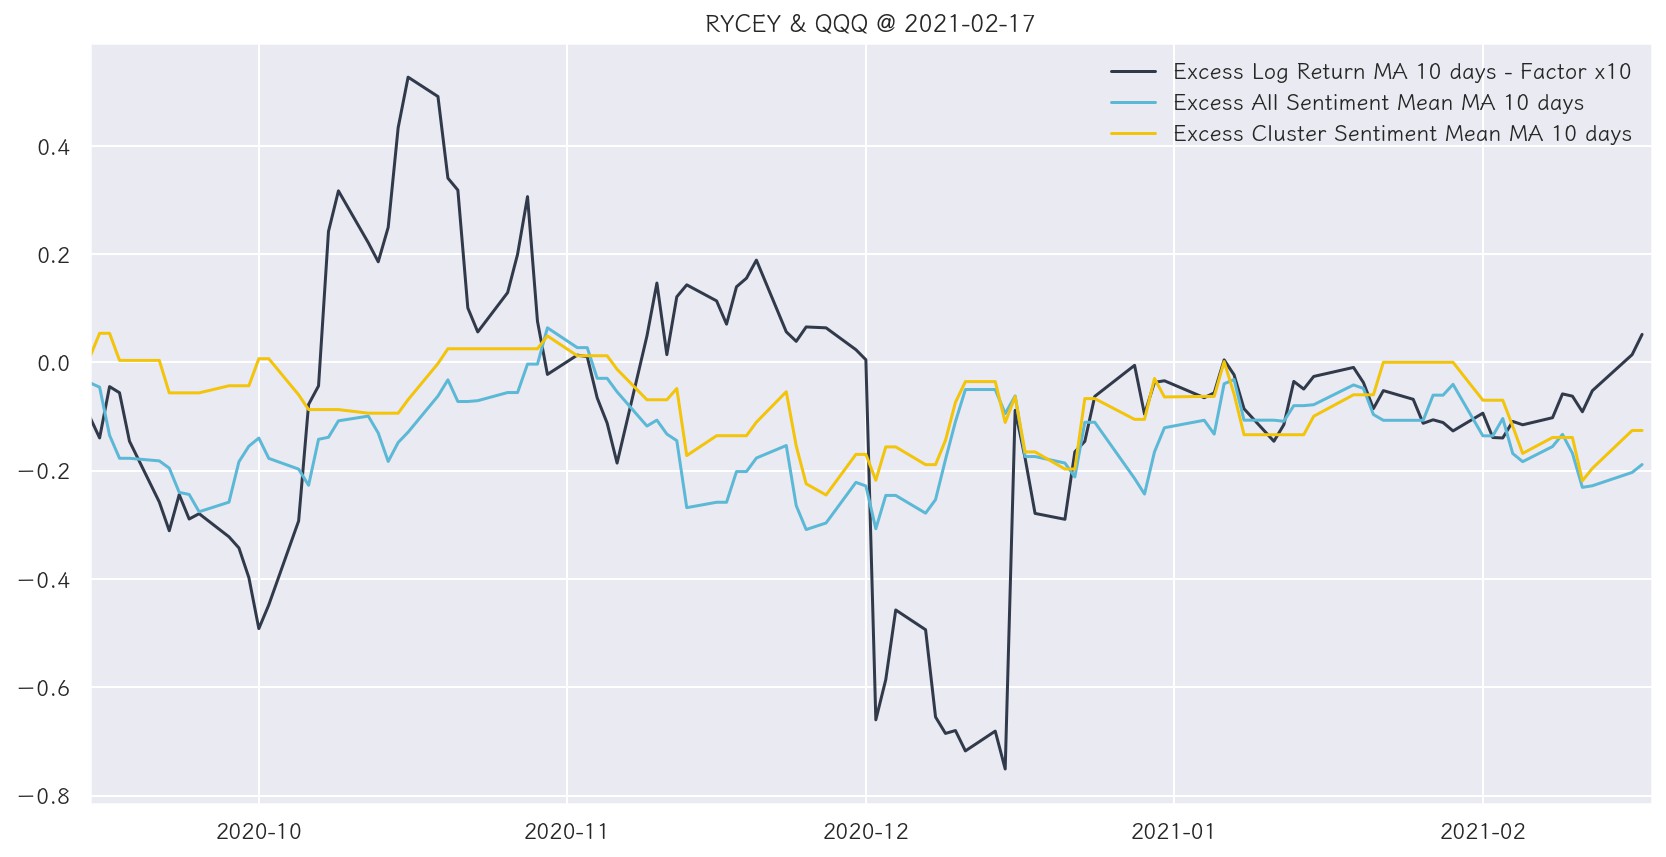 RYCEY & QQQ @ 2021-02-17
Excess Log Return MA 10 days - Factor x10
Excess All Sentiment Mean MA 10 days
Excess Cluster Sentiment Mean MA 10 days
0.4
0.2
0.0
−0.2
−0.4
−0.6
−0.8
2020-10 2020-11 2020-12 2021-01 2021-02